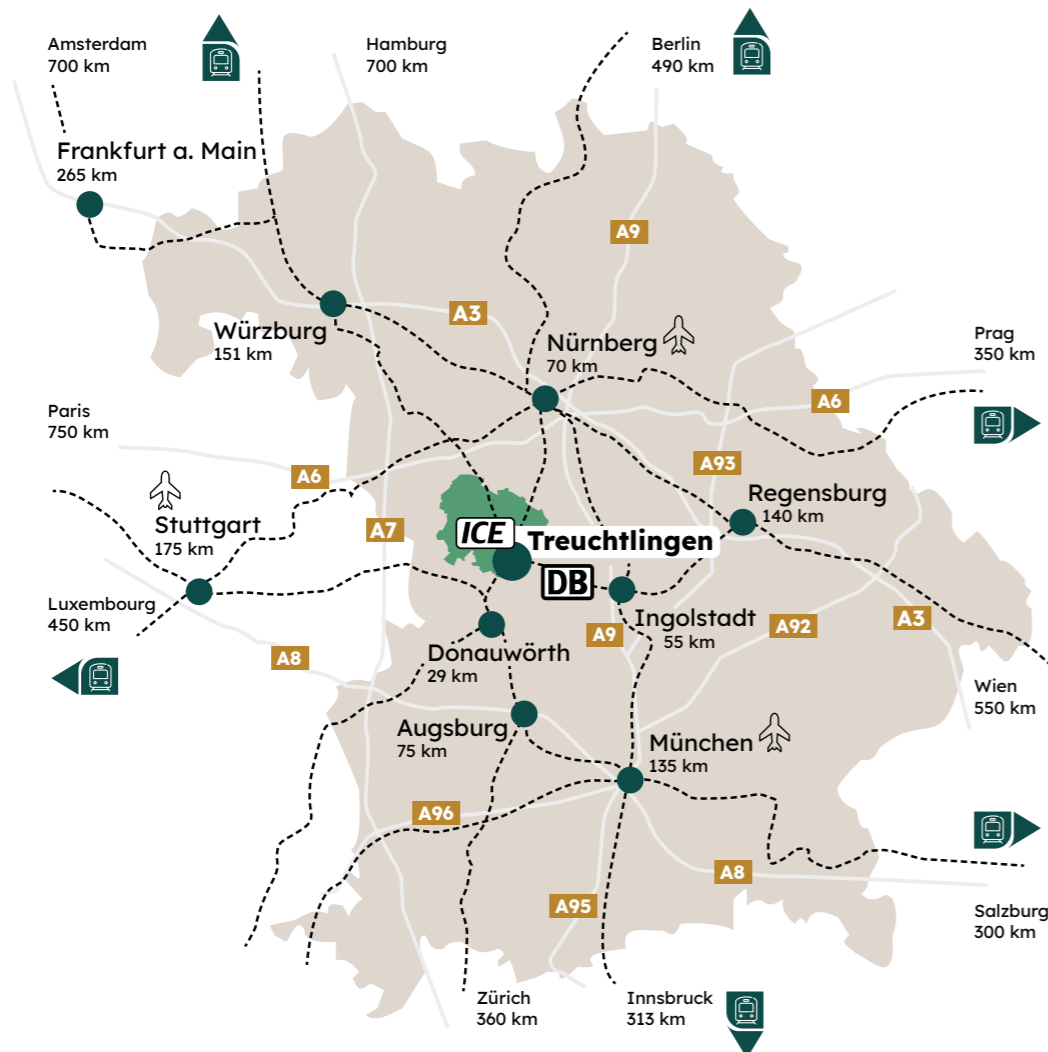 Amsterdam
700 km
Hamburg
700 km
Berlin
490 km
Frankfurt a. Main
265 km
A9
Würzburg
151 km
A3
Nürnberg
70 km
Prag
350 km
Paris
750 km
A6
A6
A93
Stuttgart
175 km
A7
Regensburg
140 km
ICE
Treuchtlingen
DB
Luxembourg
450 km
Ingolstadt
55 km
A9
A92
A3
A8
Donauwörth
29 km
Wien
550 km
Augsburg
75 km
München
135 km
A96
A8
A95
Salzburg
300 km
Zürich
360 km
Innsbruck
313 km